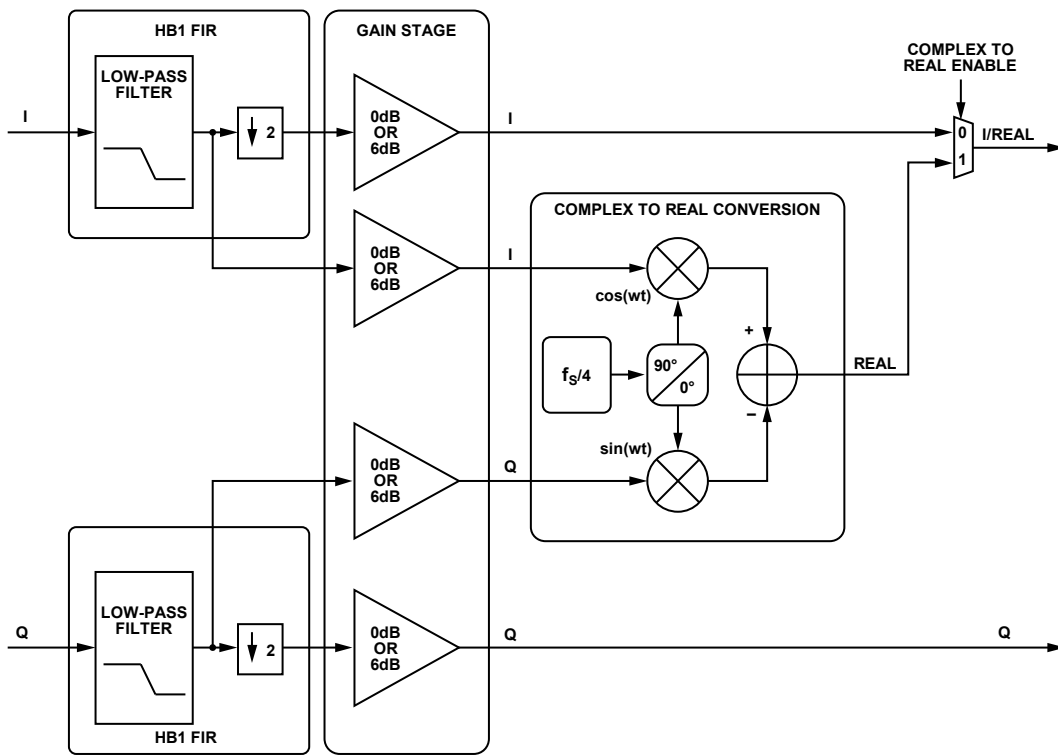 HB1 FIR
GAIN STAGE
COMPLEX TO
REAL ENABLE
LOW-PASS
FILTER
I
2
0dB
OR
6dB
I
0
1
I/REAL
COMPLEX TO REAL CONVERSION
0dB
OR
6dB
I
cos(wt)
+
fS/4
90°
0°
REAL
–
sin(wt)
0dB
OR
6dB
Q
LOW-PASS
FILTER
Q
2
0dB
OR
6dB
Q
Q
HB1 FIR